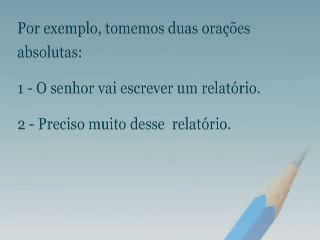 Por exemplo, tomemos duas orações
absolutas:
1 - O senhor vai escrever um relatório.
2 - Preciso muito desse relatório.